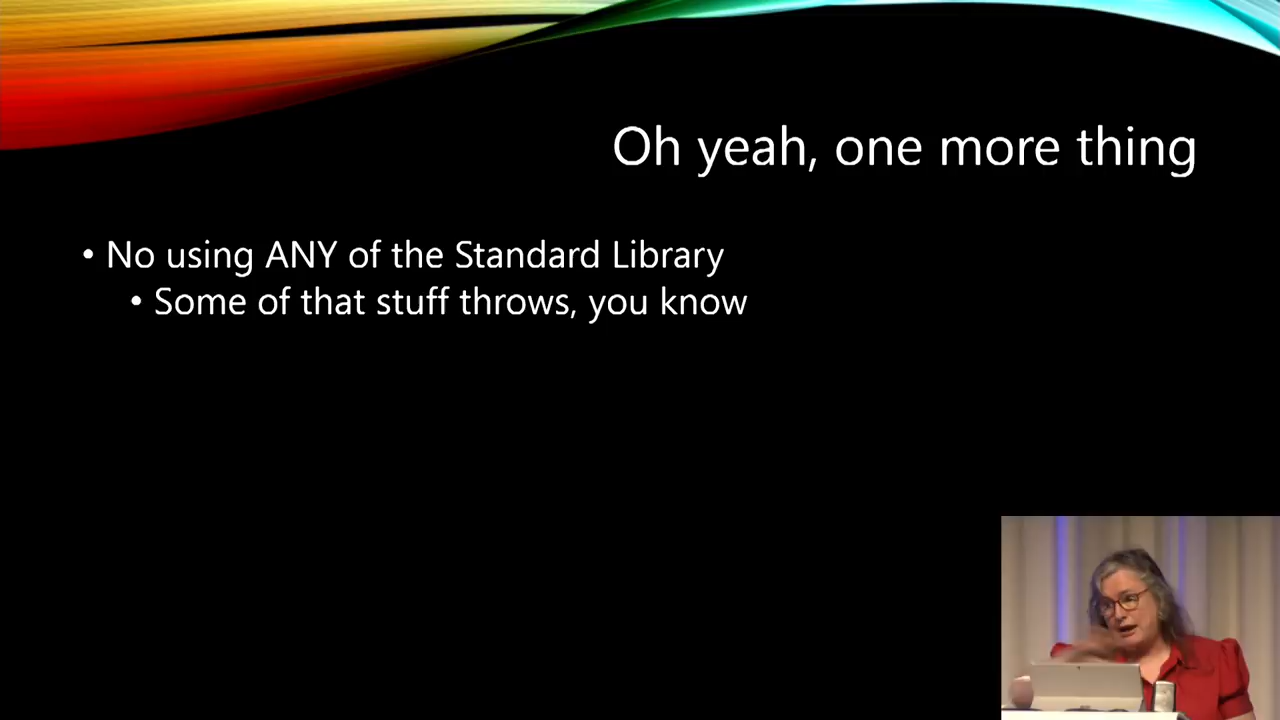 Oh yeah, one more thing
• No using ANY of the Standard Library
• Some of that stuff throws, you know